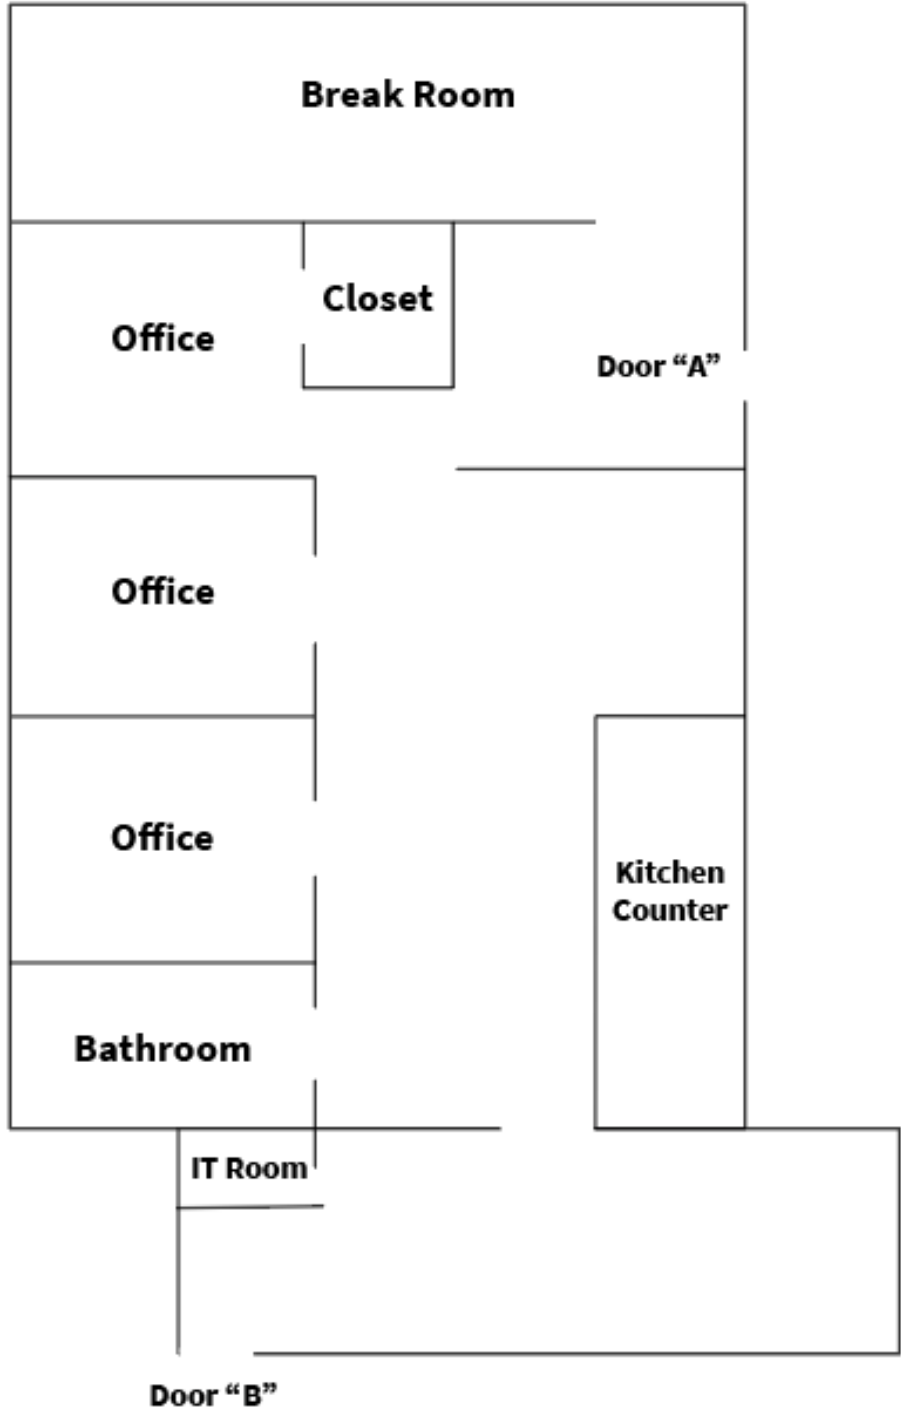 Break Room
Closet
Office
Door “A”
Office
Office
Kitchen
Counter
Bathroom
IT Room
Door “B”